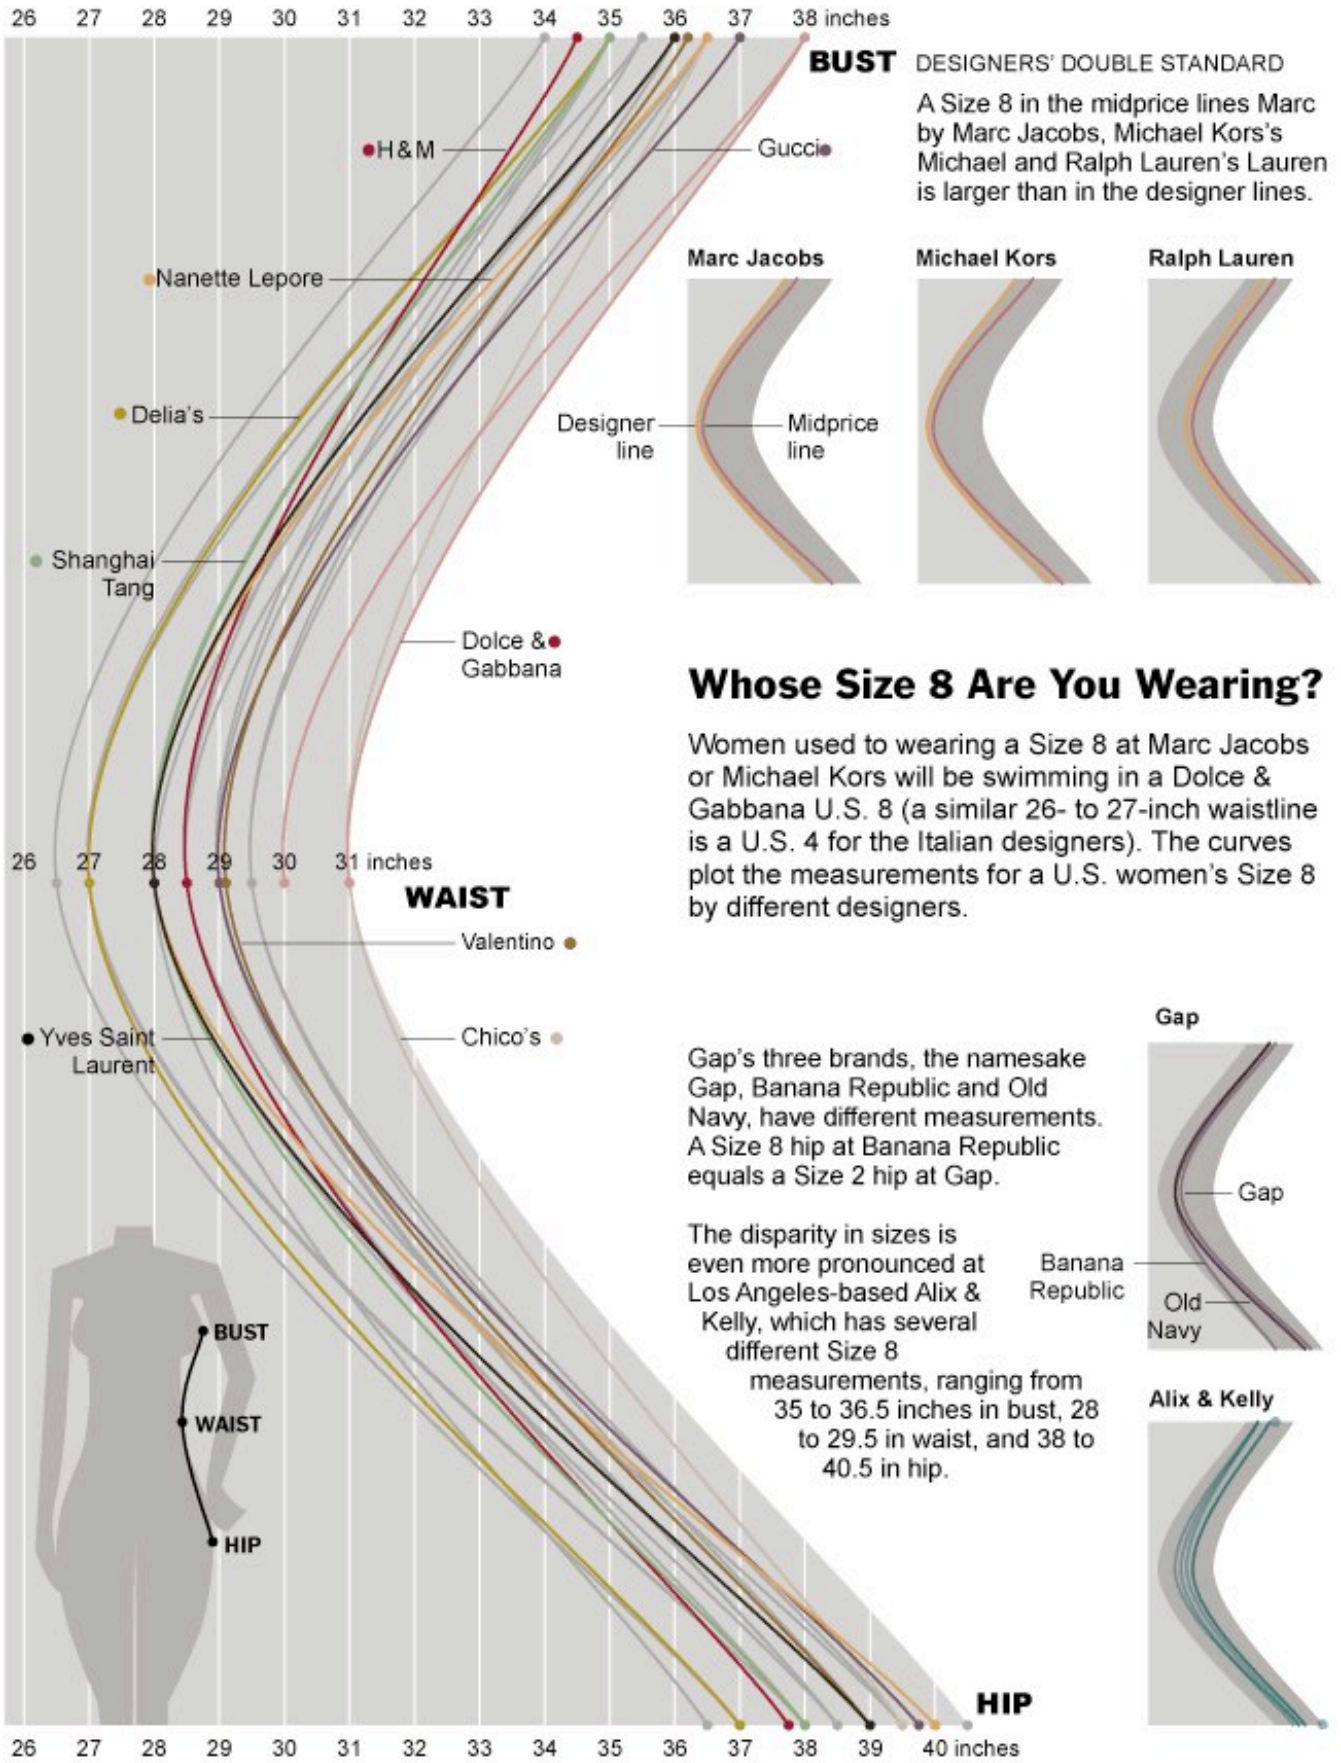 26 27 28 29 30 31 32 33 34 35 36 37 38 inches
BUST
DESIGNERS' DOUBLE STANDARD
A Size 8 in the midprice lines Marc
by Marc Jacobs, Michael Kors's
Michael and Ralph Lauren's Lauren
is larger than in the designer lines.
H&M
Gucci
Nanette Lepore
Marc Jacobs
Michael Kors
Ralph Lauren
Delia's
Designer
line
Midprice
line
Shanghai
Tang
Dolce &
Gabbana
Whose Size 8 Are You Wearing?
Women used to wearing a Size 8 at Marc Jacobs
or Michael Kors will be swimming in a Dolce &
Gabbana U.S. 8 (a similar 26- to 27-inch waistline
is a U.S. 4 for the Italian designers). The curves
plot the measurements for a U.S. women's Size 8
by different designers.
26 27 28 29 30 31 inches
WAIST
Valentino
Yves Saint
Laurent
Chico's
Gap's three brands, the namesake
Gap, Banana Republic and Old
Navy, have different measurements.
A Size 8 hip at Banana Republic
equals a Size 2 hip at Gap.
Gap
Gap
Banana
Republic
Old
Navy
The disparity in sizes is
even more pronounced at
Los Angeles-based Alix &
Kelly, which has several
different Size 8
measurements, ranging from
35 to 36.5 inches in bust, 28
to 29.5 in waist, and 38 to
40.5 in hip.
Alix & Kelly
BUST
WAIST
HIP
HIP
26 27 28 29 30 31 32 33 34 35 36 37 38 39 40 inches